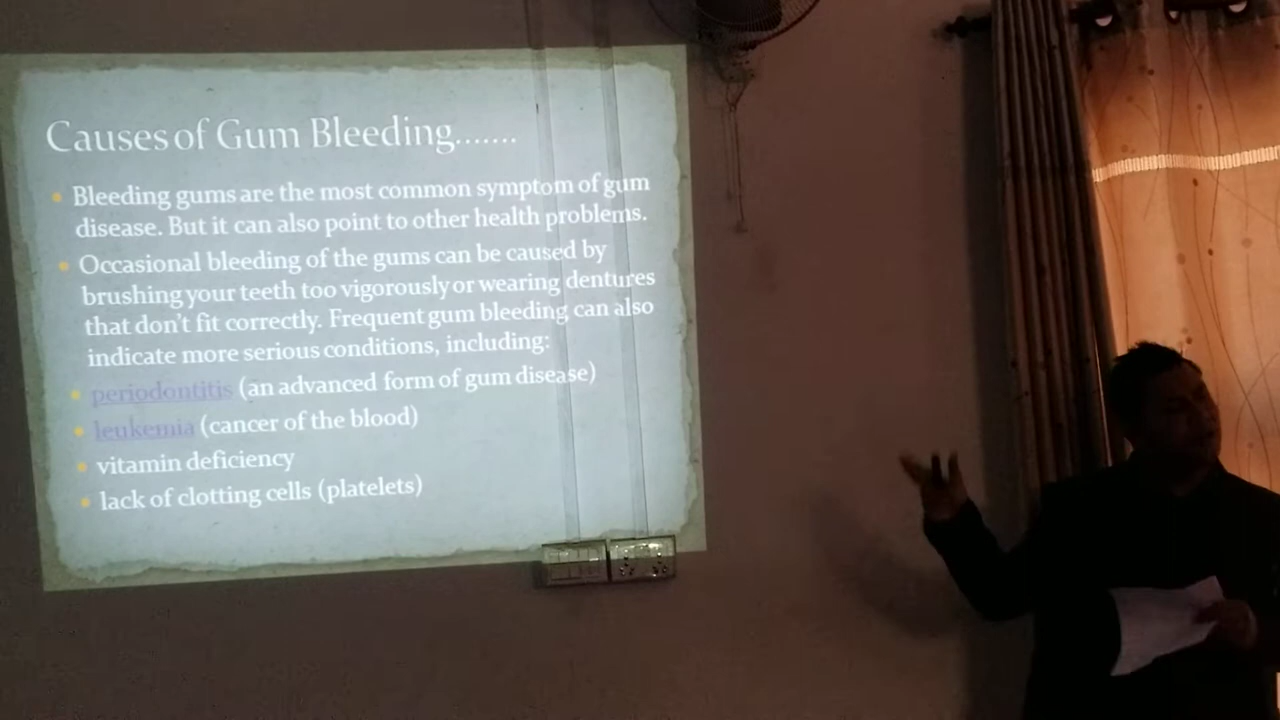 Causes of Gum Bleeding.......
Bleeding gums are the most common symptom of gum
disease. But it can also point to other health problems.
Occasional bleeding of the gums can be caused by
brushing your teeth too vigorously or wearing dentures
that don't fit correctly. Frequent gum bleeding can also
indicate more serious conditions, including:
periodontitis (an advanced form of gum disease)
leukemia (cancer of the blood)
vitamin deficiency
lack of clotting cells (platelets)